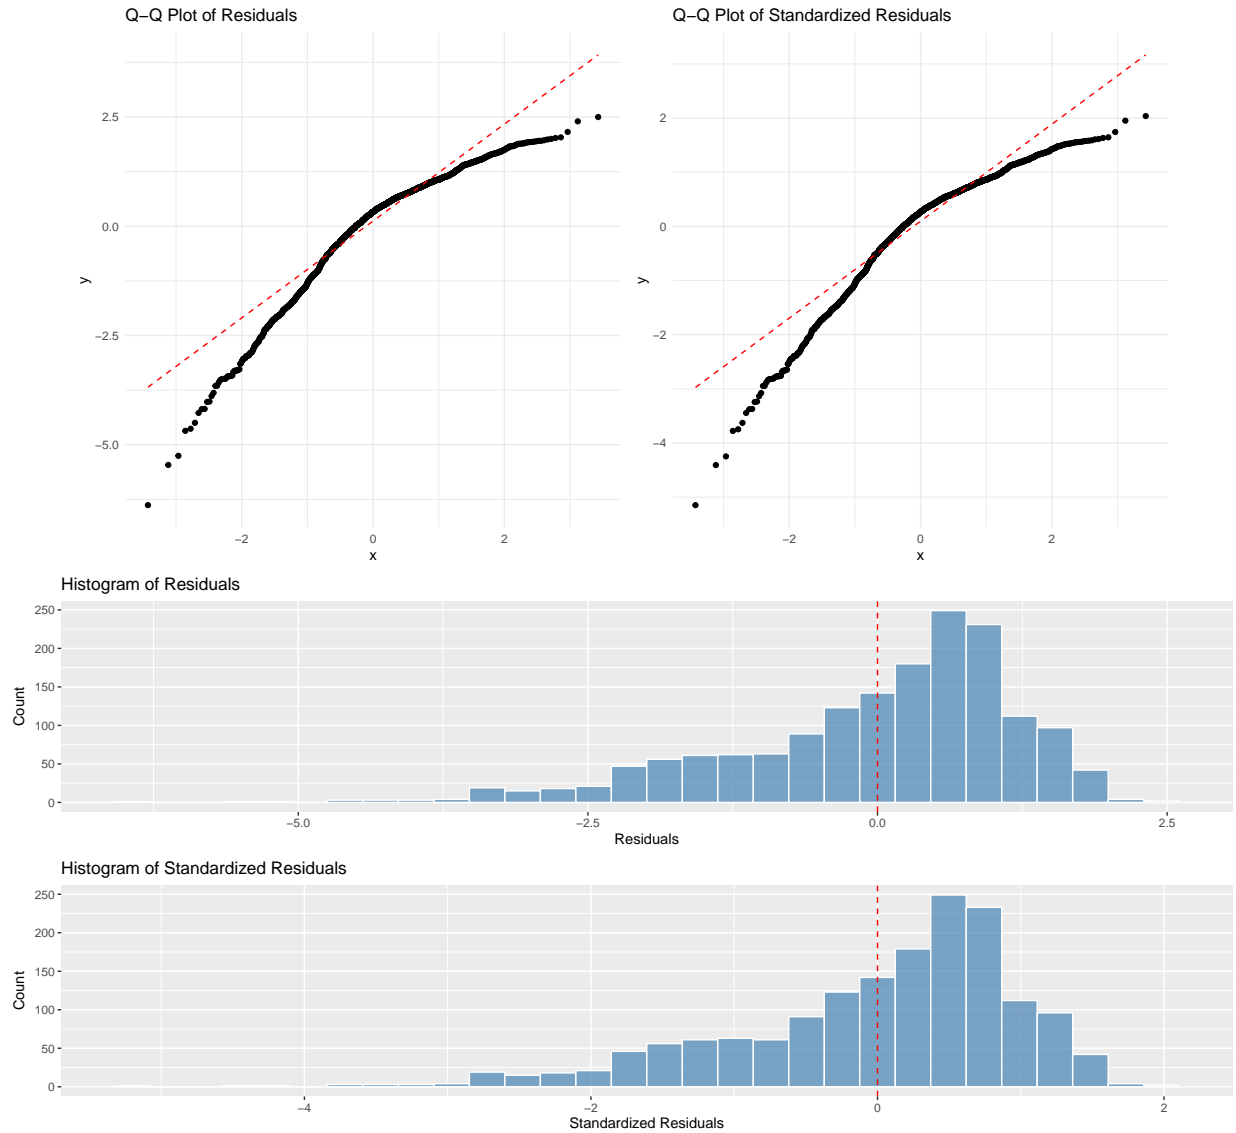 Q−Q Plot of Residuals
2.5
0.0
−2.5
−5.0
y
−2
0
2
x
Q−Q Plot of Standardized Residuals
2
0
−2
−4
y
−2
0
2
x
Histogram of Residuals
250
200
150
100
50
0
Count
−5.0
−2.5
0.0
2.5
Residuals
Histogram of Standardized Residuals
250
200
150
100
50
0
Count
−4
−2
0
2
Standardized Residuals